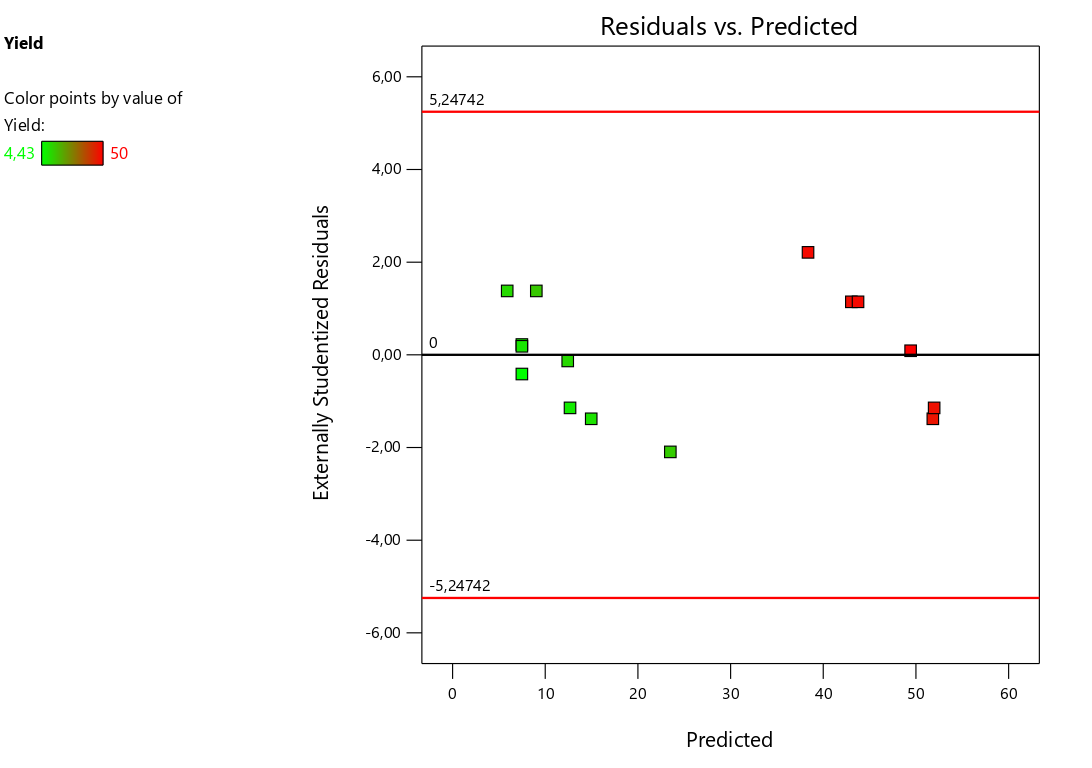 Yield
Color points by value of
Yield:
4,43 50
Residuals vs. Predicted
Externally Studentized Residuals
6,00
4,00
2,00
0,00
-2,00
-4,00
-6,00
5,24742
0
-5,24742
0 10 20 30 40 50 60
Predicted